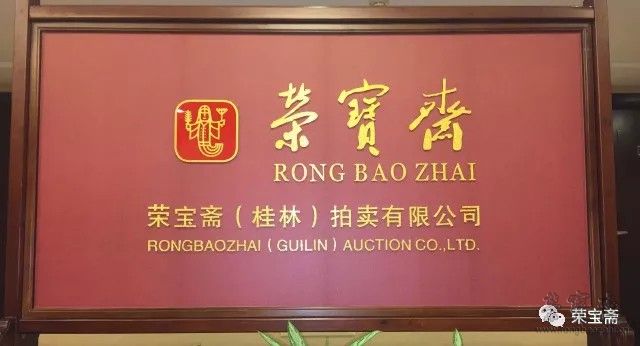 榮寶齋
RONG BAO ZHAI
荣宝斋（桂林）拍卖有限公司
RONGBAOZHAI（GUILIN）AUCTION CO.,LTD.
荣宝斋